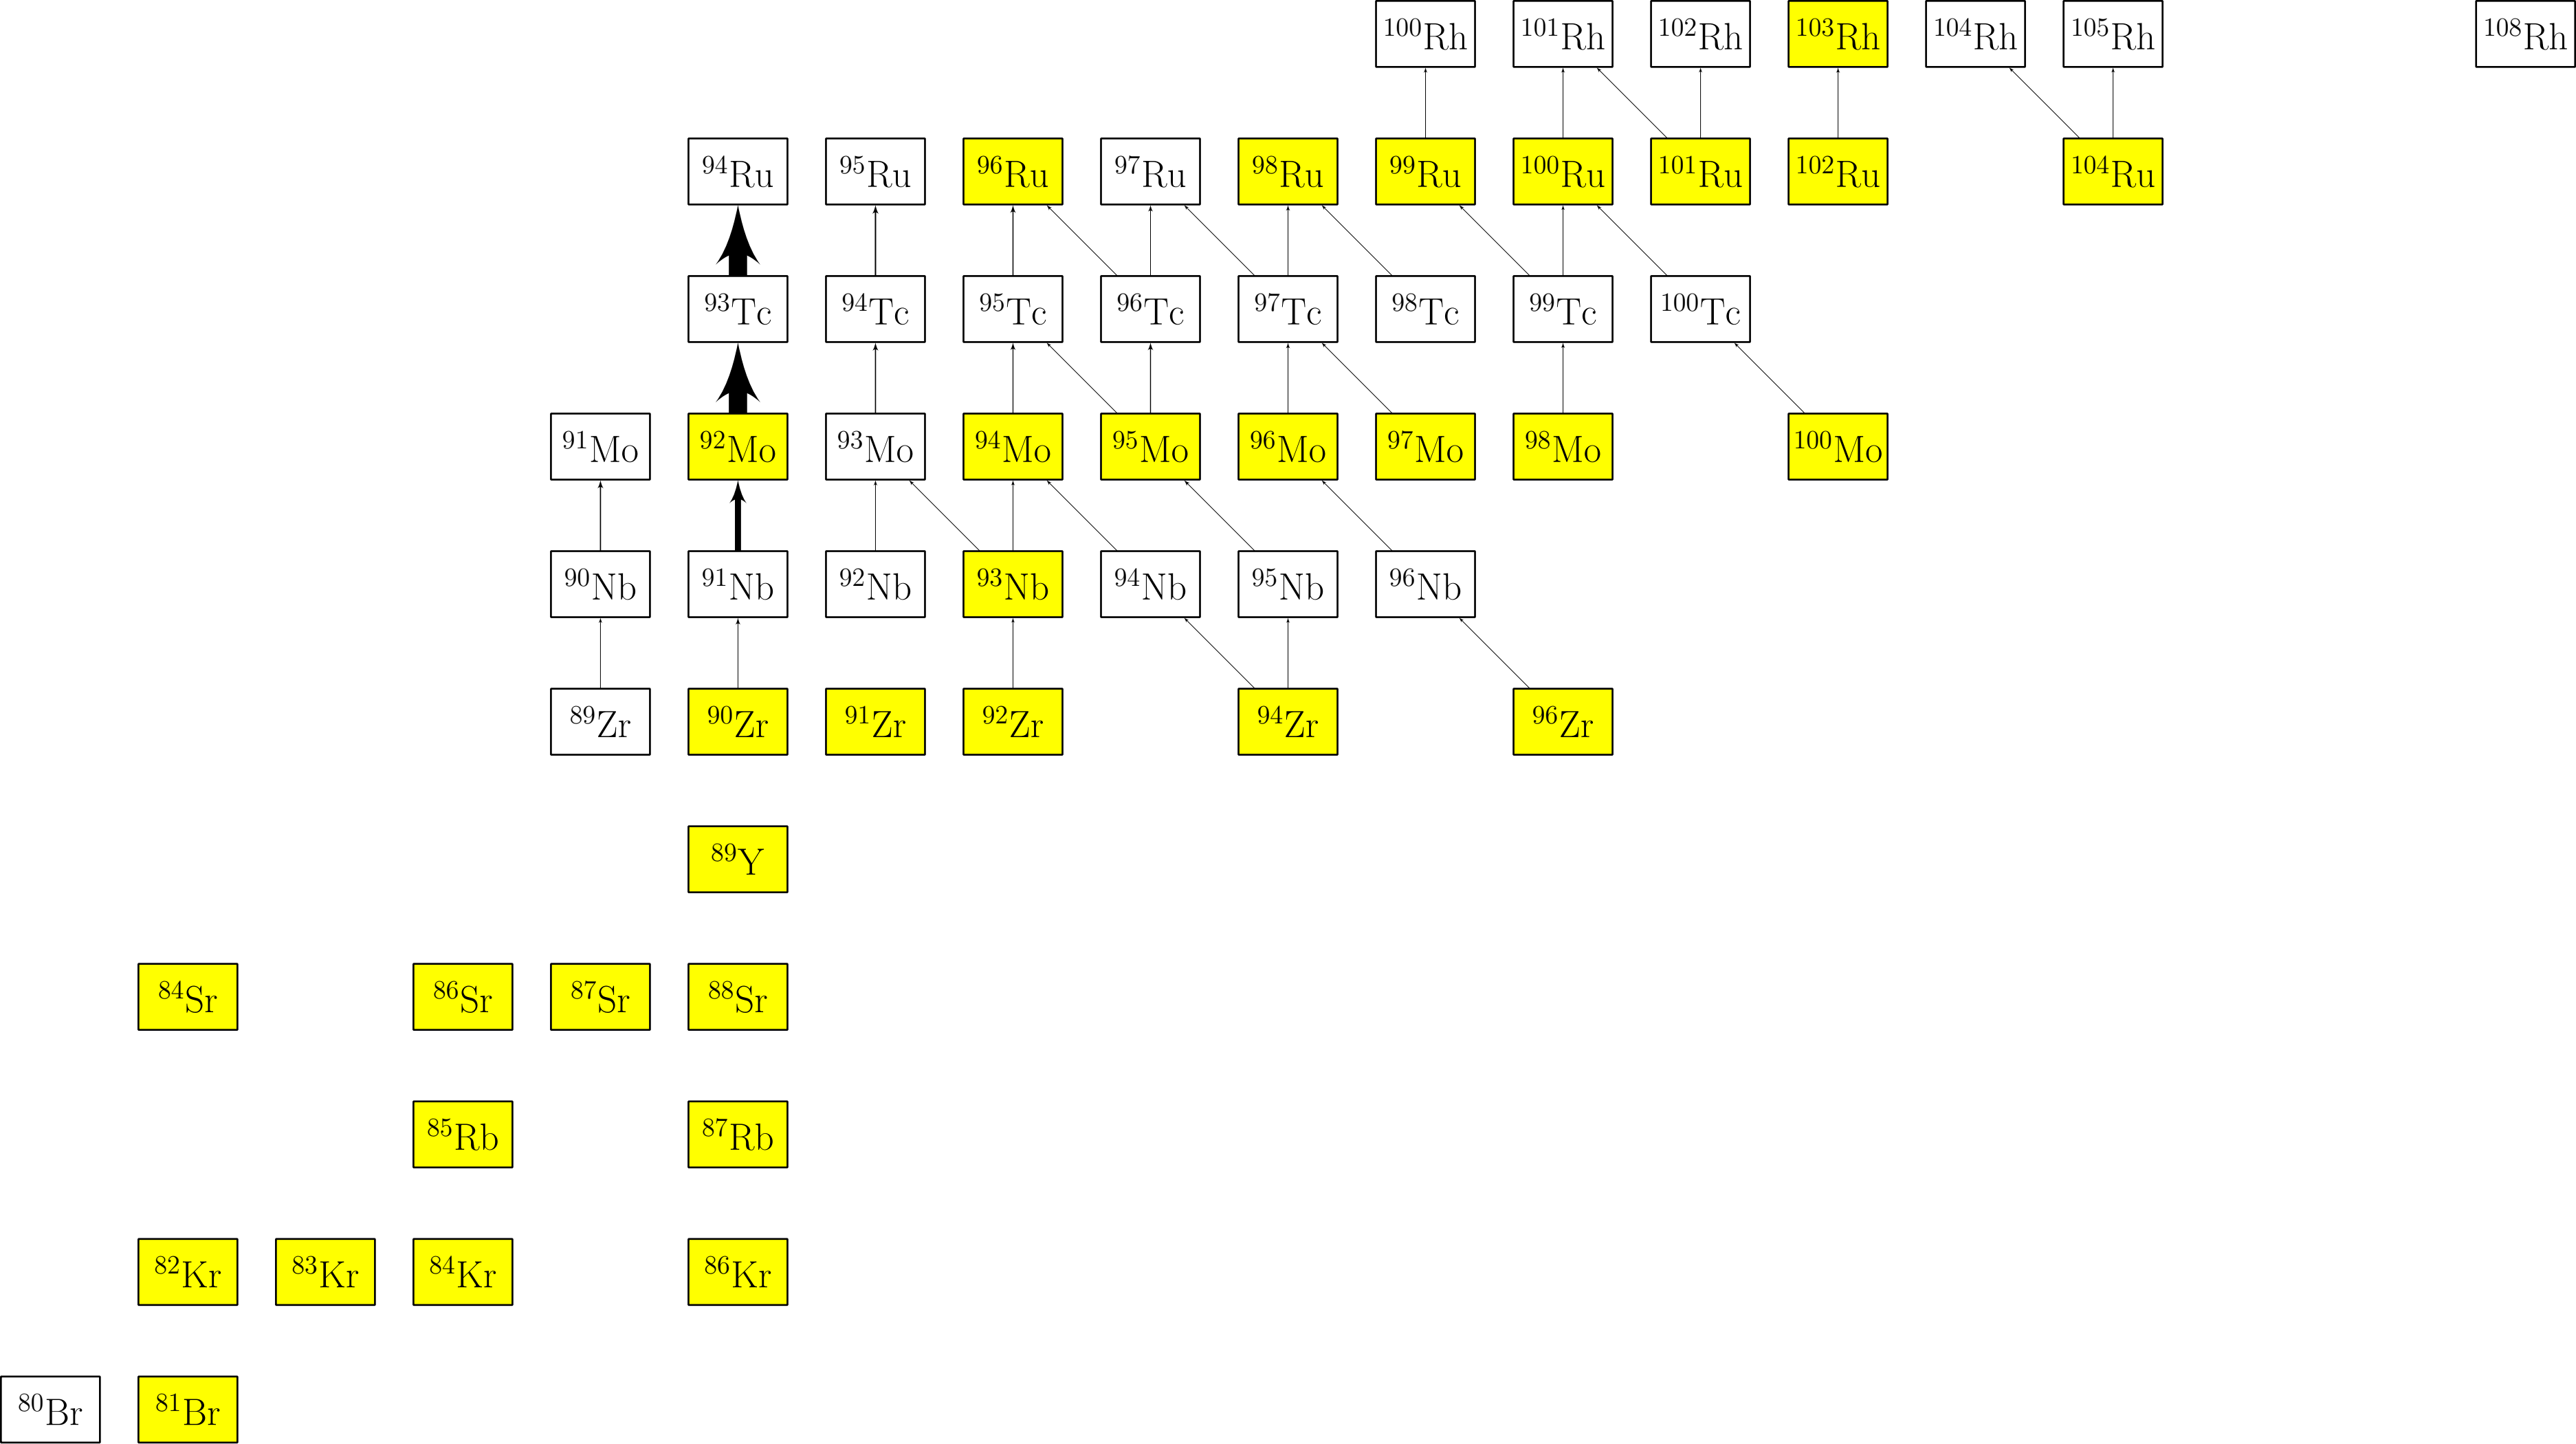 ¹⁰⁰Rh ¹⁰¹Rh ¹⁰²Rh ¹⁰³Rh ¹⁰⁴Rh ¹⁰⁵Rh ¹⁰⁸Rh
⁹⁴Ru ⁹⁵Ru ⁹⁶Ru ⁹⁷Ru ⁹⁸Ru ⁹⁹Ru ¹⁰⁰Ru ¹⁰¹Ru ¹⁰²Ru ¹⁰⁴Ru
⁹³Tc ⁹⁴Tc ⁹⁵Tc ⁹⁶Tc ⁹⁷Tc ⁹⁸Tc ⁹⁹Tc ¹⁰⁰Tc
⁹¹Mo ⁹²Mo ⁹³Mo ⁹⁴Mo ⁹⁵Mo ⁹⁶Mo ⁹⁷Mo ⁹⁸Mo ¹⁰⁰Mo
⁹⁰Nb ⁹¹Nb ⁹²Nb ⁹³Nb ⁹⁴Nb ⁹⁵Nb ⁹⁶Nb
⁸⁹Zr ⁹⁰Zr ⁹¹Zr ⁹²Zr ⁹⁴Zr ⁹⁶Zr
⁸⁹Y
⁸⁴Sr ⁸⁶Sr ⁸⁷Sr ⁸⁸Sr
⁸⁵Rb ⁸⁷Rb
⁸²Kr ⁸³Kr ⁸⁴Kr ⁸⁶Kr
⁸⁰Br ⁸¹Br